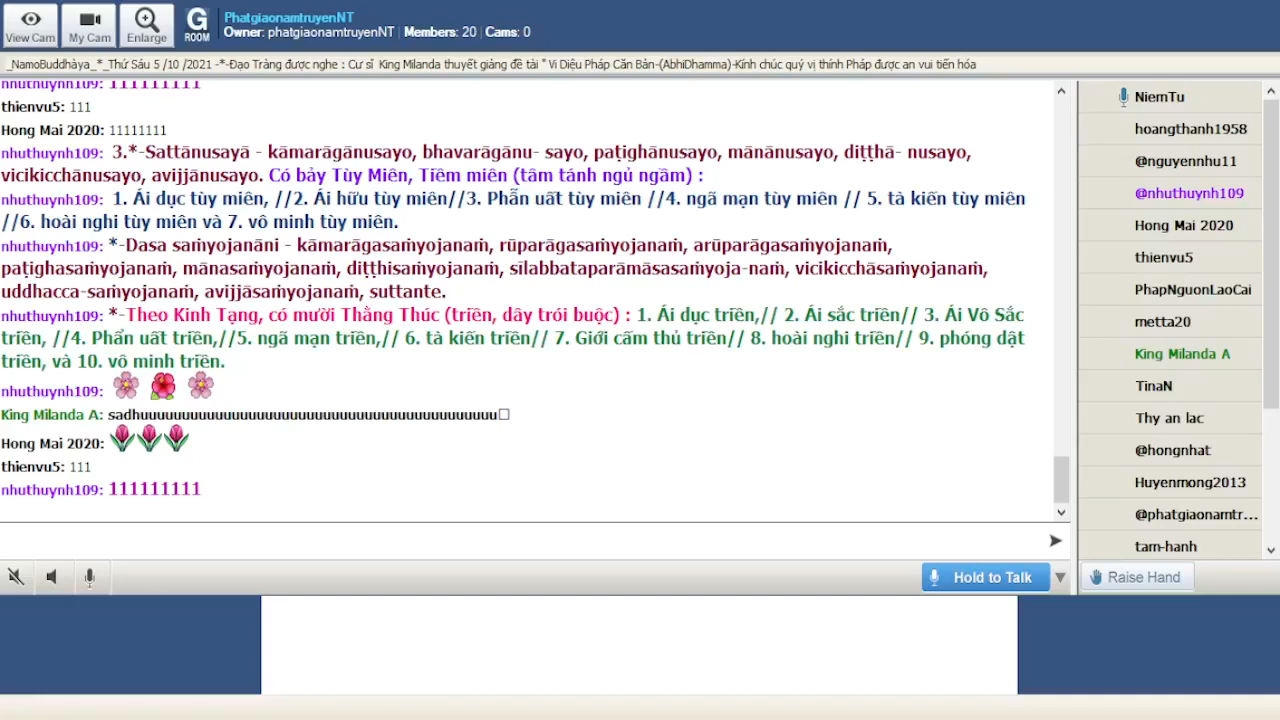 View Cam
My Cam
Enlarge
G
ROOM
PhatgiaonamtruyenNT
Owner: phatgiaonamtruyenNT | Members: 20 | Cams: 0
_NamoBuddhàya_*_Thứ Sáu 5 /10 /2021 -*-Đạo Tràng được nghe : Cư sĩ King Milanda thuyết giảng đề tài " Vi Diệu Pháp Căn Bản-(AbhiDhamma)-Kính chúc quý vị thính Pháp được an vui tiến hóa
nhuthuynh109: 111111111
thienvu5: 111
Hong Mai 2020: 11111111
nhuthuynh109: 3.*-Sattānusayā - kāmarāgānusayo, bhavarāgānu- sayo, paṭighānusayo, mānānusayo, diṭṭhā- nusayo,
vicikicchānusayo, avijjānusayo. Có bảy Tùy Miên, Tiềm miên (tâm tánh ngủ ngầm) :
nhuthuynh109: 1. Ái dục tùy miên, //2. Ái hữu tùy miên//3. Phẫn uất tùy miên //4. ngã mạn tùy miên // 5. tà kiến tùy miên
//6. hoài nghi tùy miên và 7. vô minh tùy miên.
nhuthuynh109: *-Dasa saṁyojanāni - kāmarāgasaṁyojanaṁ, rūparāgasaṁyojanaṁ, arūparāgasaṁyojanaṁ,
paṭighasaṁyojanaṁ, mānasaṁyojanaṁ, diṭṭhisaṁyojanaṁ, sīlabbataparāmāsasaṁyoja-naṁ, vicikicchāsaṁyojanaṁ,
uddhacca-saṁyojanaṁ, avijjāsaṁyojanaṁ, suttante.
nhuthuynh109: *-Theo Kinh Tạng, có mười Thằng Thúc (triền, dây trói buộc) : 1. Ái dục triền,// 2. Ái sắc triền// 3. Ái Vô Sắc
triền, //4. Phẩn uất triền,//5. ngã mạn triền,// 6. tà kiến triền// 7. Giới cấm thủ triền// 8. hoài nghi triền// 9. phóng dật
triền, và 10. vô minh triền.
nhuthuynh109:
King Milanda A: sadhuuuuuuuuuuuuuuuuuuuuuuuuuuuuuuuuuuuuuuuuuuu□
Hong Mai 2020:
thienvu5: 111
nhuthuynh109: 111111111
Hold to Talk
NiemTu
hoangthanh1958
@nguyennhu11
@nhuthuynh109
Hong Mai 2020
thienvu5
PhapNguonLaoCai
metta20
King Milanda A
TinaN
Thy an lac
@hongnhat
Huyenmong2013
@phatgiaonamtr...
tam-hanh
Raise Hand